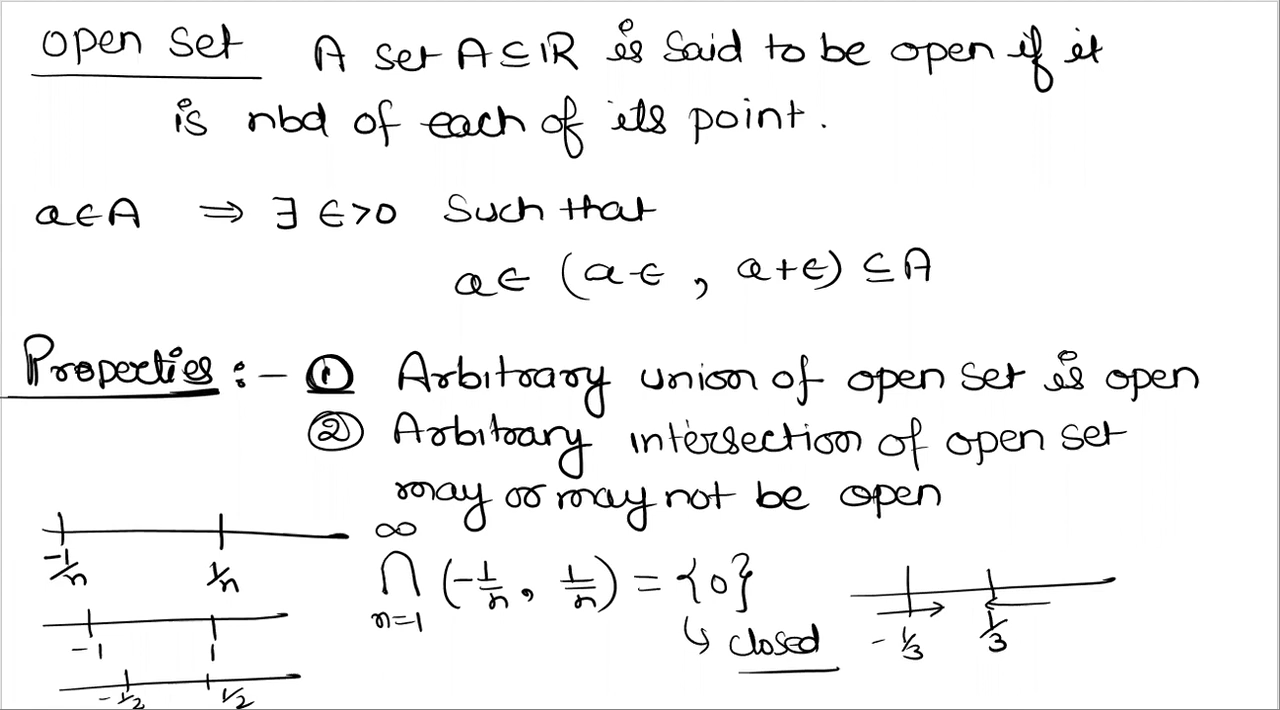 open set A set A ⊆ ℝ is said to be open if it
is nbd of each of its point.
a ∈ A ⇒ ∃ ∈ > 0 Such that
a ∈ (a - ∈ , a + ∈) ⊆ A
Properties :- ① Arbitrary union of open set is open
② Arbitrary intersection of open set
may or may not be open
-1/n 1/n
∞
⋂ (-1/n, 1/n) = {0}
n=1
↳ closed
-1/3 1/3
-1 1
-1/2 1/2